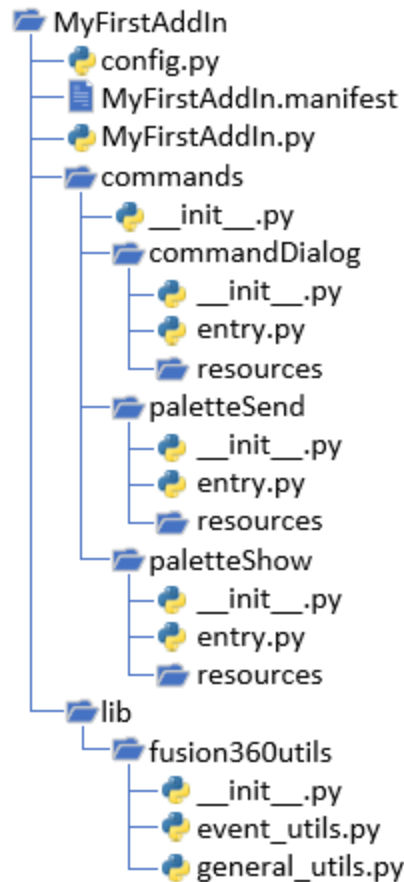 MyFirstAddIn
config.py
MyFirstAddIn.manifest
MyFirstAddIn.py
commands
__init__.py
commandDialog
__init__.py
entry.py
resources
paletteSend
__init__.py
entry.py
resources
paletteShow
__init__.py
entry.py
resources
lib
fusion360utils
__init__.py
event_utils.py
general_utils.py